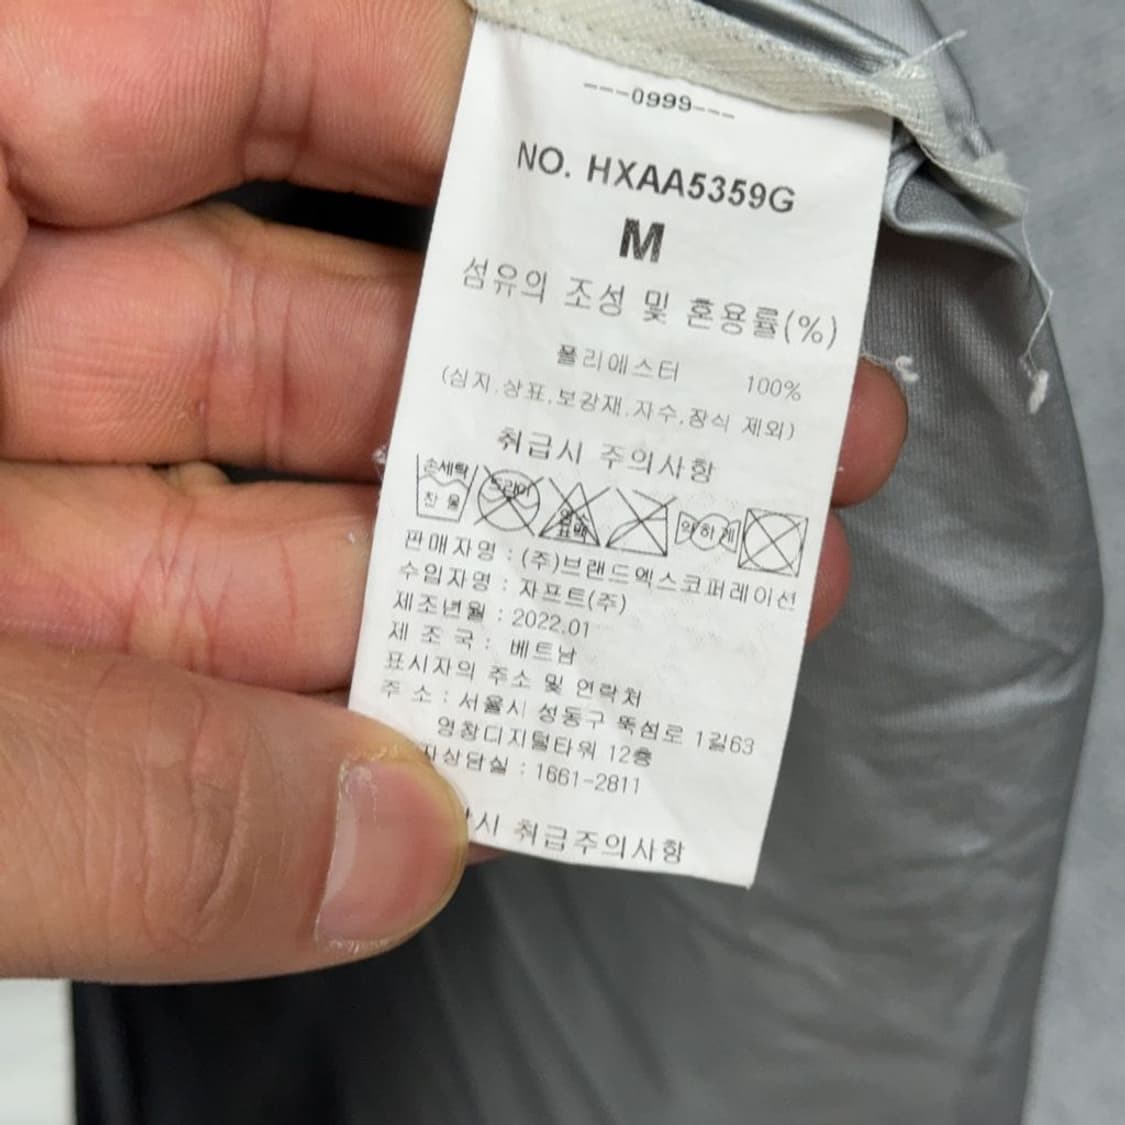 ---0999---
NO. HXAA5359G
M
섬유의 조성 및 혼용률(%)
폴리에스터 100%
(심지.상표.보강재.자수.장식 제외)
취급시 주의사항
손세탁 드라이
찬 물 염소 표백 약하게
판매자명 : (주)브랜드엑스코퍼레이션
수입자명 : 자프트(주)
제조년월 : 2022.01
제 조 국 : 베트남
표시자의 주소 및 연락처
주 소 : 서울시 성동구 뚝섬로 1길63
영창디지털타워 12층
자상담실 : 1661-2811
시 취급주의사항